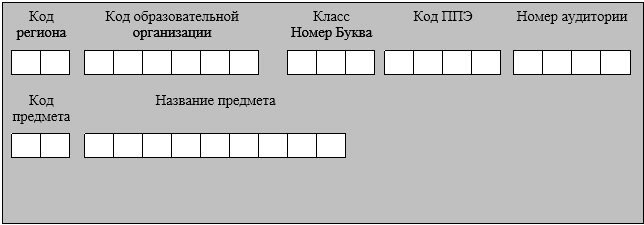 Код Код образовательной Класс Код ППЭ Номер аудитории
региона организации Номер Буква
Код Название предмета
предмета